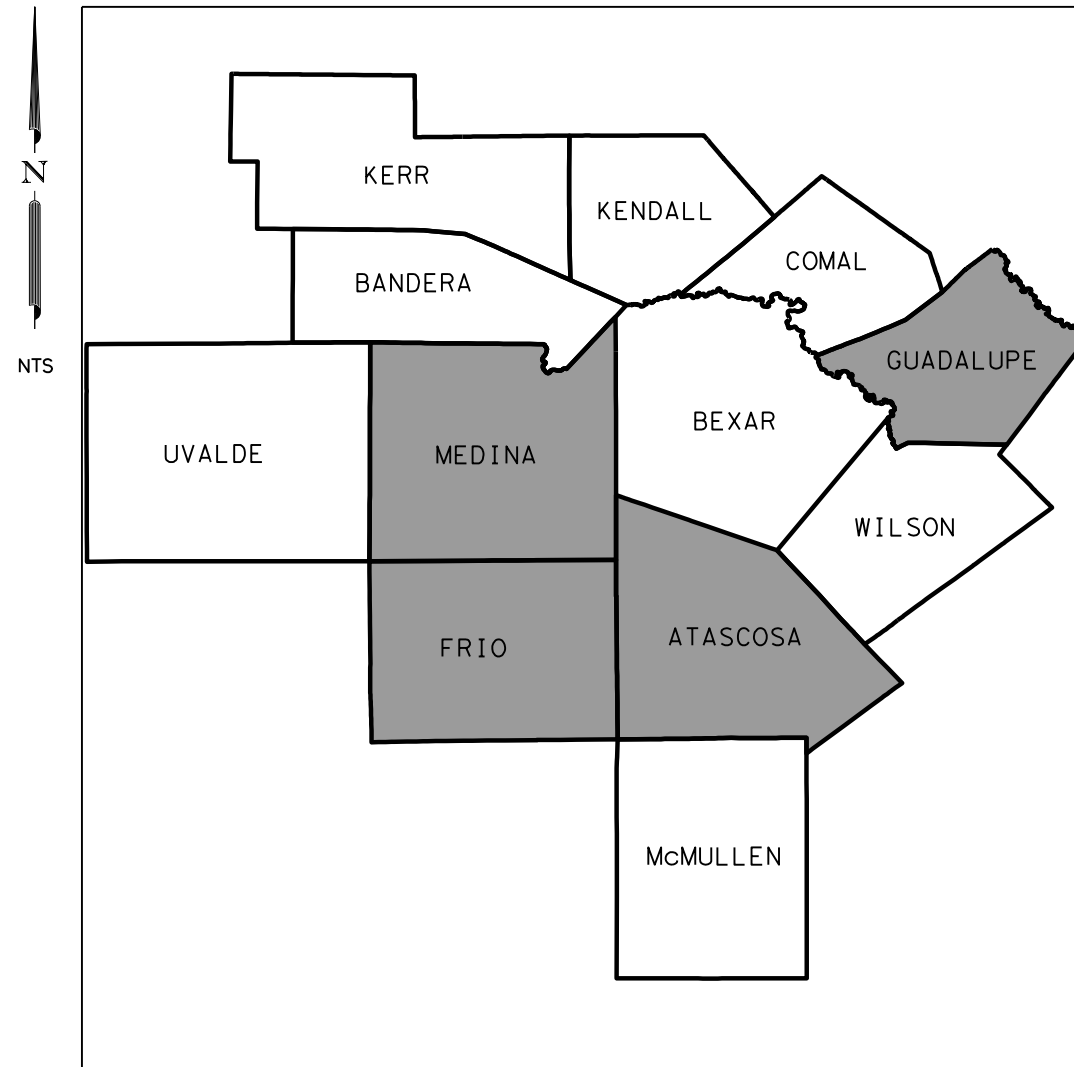 N
NTS
KERR
KENDALL
COMAL
BANDERA
GUADALUPE
BEXAR
UVALDE
MEDINA
WILSON
ATASCOSA
FRIO
McMULLEN